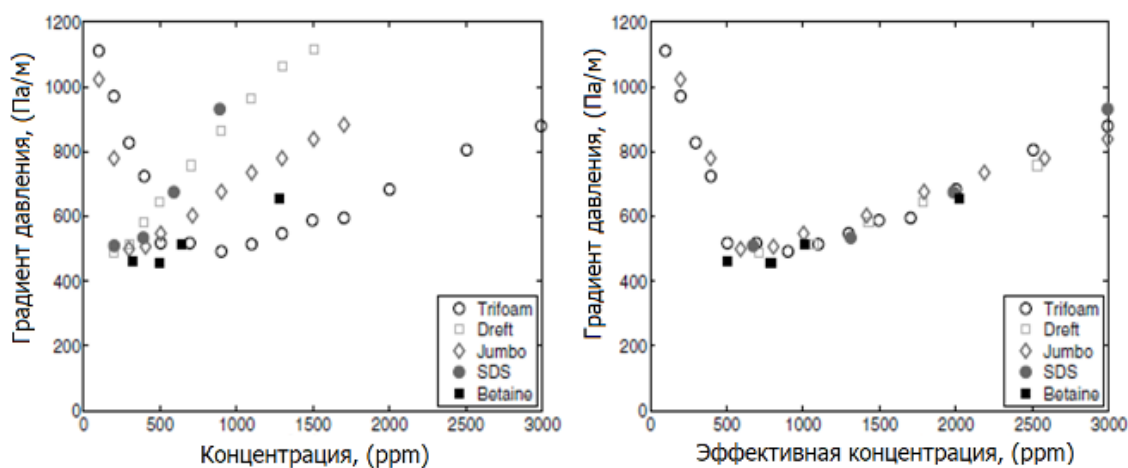 Градиент давления, (Па/м)
1200
1000
800
600
400
200
0
0 500 1000 1500 2000 2500 3000
Концентрация, (ppm)
Trifoam
Dreft
Jumbo
SDS
Betaine
Градиент давления, (Па/м)
1200
1000
800
600
400
200
0
0 500 1000 1500 2000 2500 3000
Эффективная концентрация, (ppm)
Trifoam
Dreft
Jumbo
SDS
Betaine